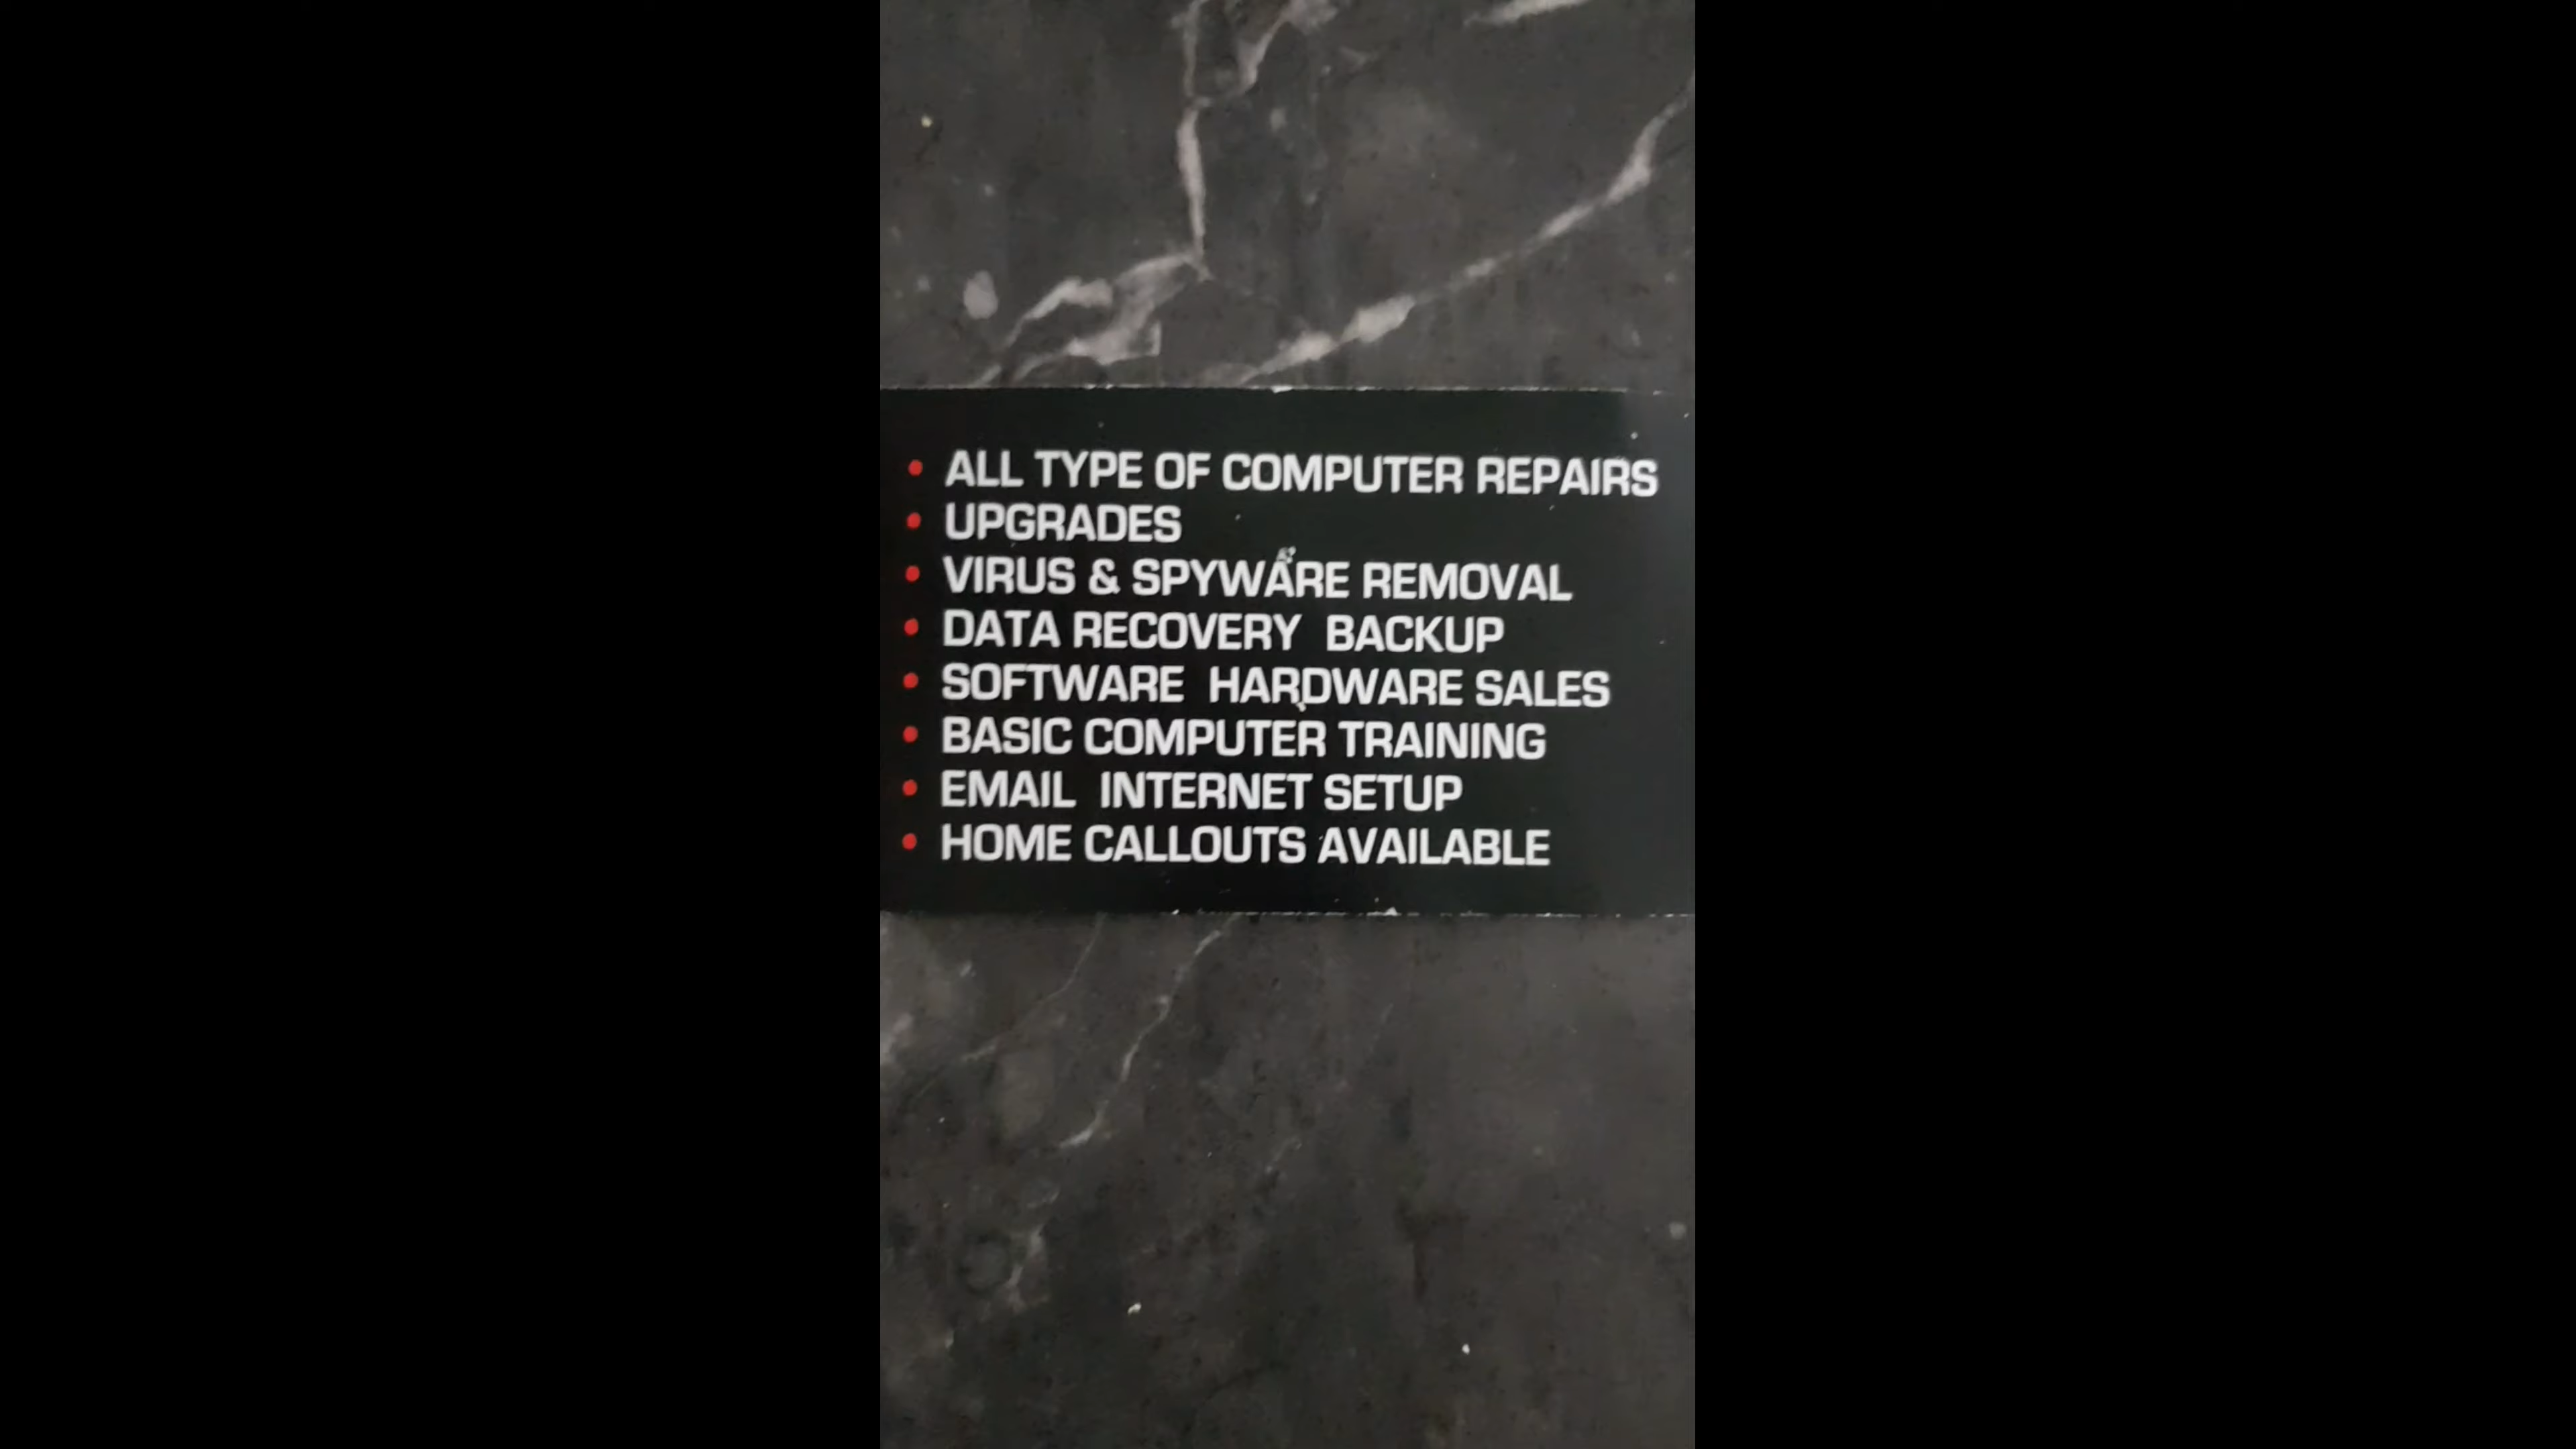 • ALL TYPE OF COMPUTER REPAIRS
• UPGRADES
• VIRUS & SPYWARE REMOVAL
• DATA RECOVERY  BACKUP
• SOFTWARE  HARDWARE SALES
• BASIC COMPUTER TRAINING
• EMAIL  INTERNET SETUP
• HOME CALLOUTS AVAILABLE